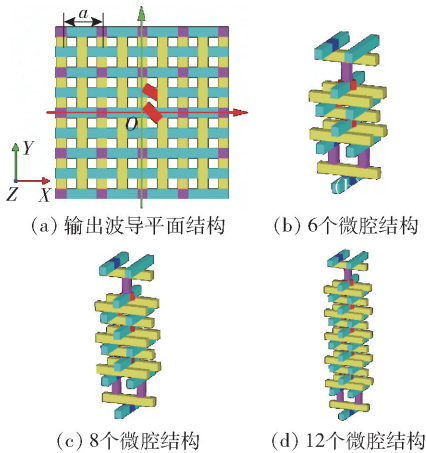 a
O
Y
Z X
(a) 输出波导平面结构
(b) 6个微腔结构
(c) 8个微腔结构
(d) 12个微腔结构